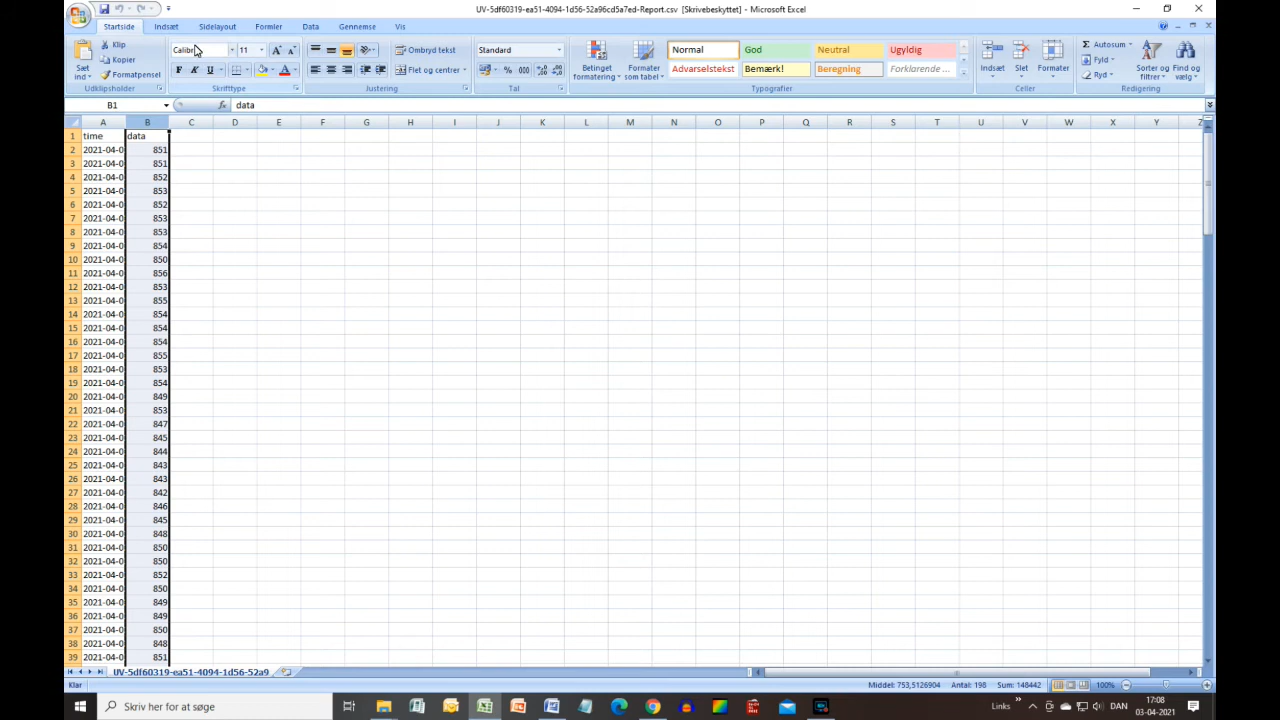 UV-5df60319-ea51-4094-1d56-52a96cd5a7ed-Report.csv [Skrivebeskyttet] - Microsoft Excel
Startside Indsæt Sidelayout Formler Data Gennemse Vis
Klip
Kopier
Formatpensel
Sæt ind
Udklipsholder
Calibri 11
F K U
Skrifttype
Ombryd tekst
Flet og centrer
Justering
Standard
% 000
Tal
Betinget formatering
Formater som tabel
Normal God Neutral Ugyldig
Advarselstekst Bemærk! Beregning Forklarende ...
Typografier
Indsæt Slet Formater
Celler
Autosum
Fyld
Ryd
Sorter og filtrer
Find og vælg
Redigering
B1 fx data
A B C D E F G H I J K L M N O P Q R S T U V W X Y Z
1 time data
2 2021-04-0 851
3 2021-04-0 851
4 2021-04-0 852
5 2021-04-0 853
6 2021-04-0 852
7 2021-04-0 853
8 2021-04-0 853
9 2021-04-0 854
10 2021-04-0 850
11 2021-04-0 856
12 2021-04-0 853
13 2021-04-0 855
14 2021-04-0 854
15 2021-04-0 854
16 2021-04-0 854
17 2021-04-0 855
18 2021-04-0 853
19 2021-04-0 854
20 2021-04-0 849
21 2021-04-0 853
22 2021-04-0 847
23 2021-04-0 845
24 2021-04-0 844
25 2021-04-0 843
26 2021-04-0 843
27 2021-04-0 842
28 2021-04-0 846
29 2021-04-0 845
30 2021-04-0 848
31 2021-04-0 850
32 2021-04-0 850
33 2021-04-0 852
34 2021-04-0 850
35 2021-04-0 849
36 2021-04-0 849
37 2021-04-0 850
38 2021-04-0 848
39 2021-04-0 851
UV-5df60319-ea51-4094-1d56-52a9
Klar Middel: 753,5126904 Antal: 198 Sum: 148442 100%
Skriv her for at søge
Links DAN
17:08
03-04-2021